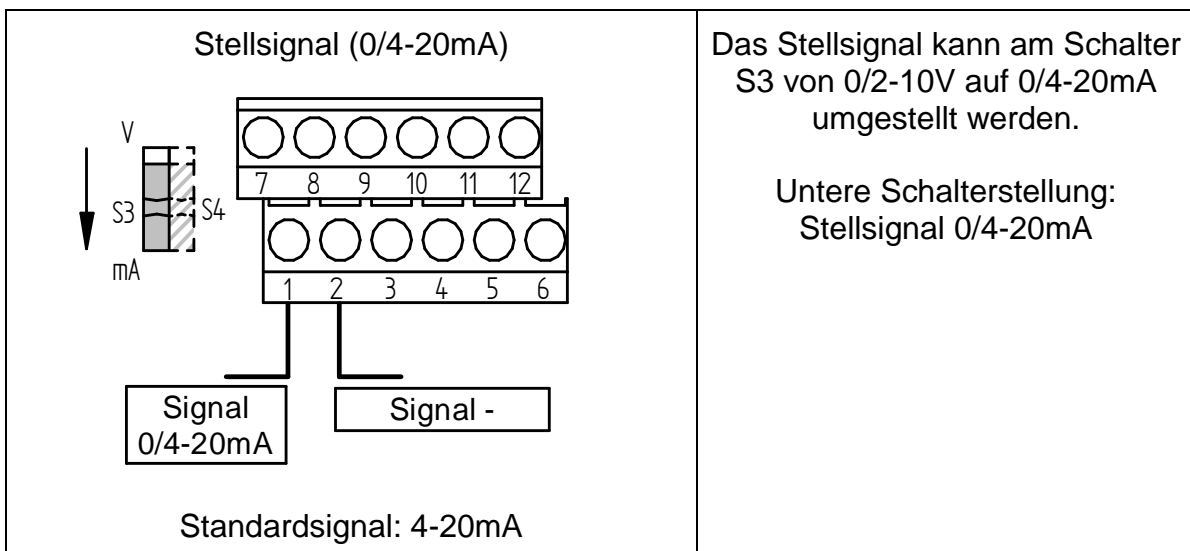 Stellsignal (0/4-20mA)
V
S3
S4
mA
7 8 9 10 11 12
1 2 3 4 5 6
Signal
0/4-20mA
Signal -
Standardsignal: 4-20mA
Das Stellsignal kann am Schalter
S3 von 0/2-10V auf 0/4-20mA
umgestellt werden.
Untere Schalterstellung:
Stellsignal 0/4-20mA